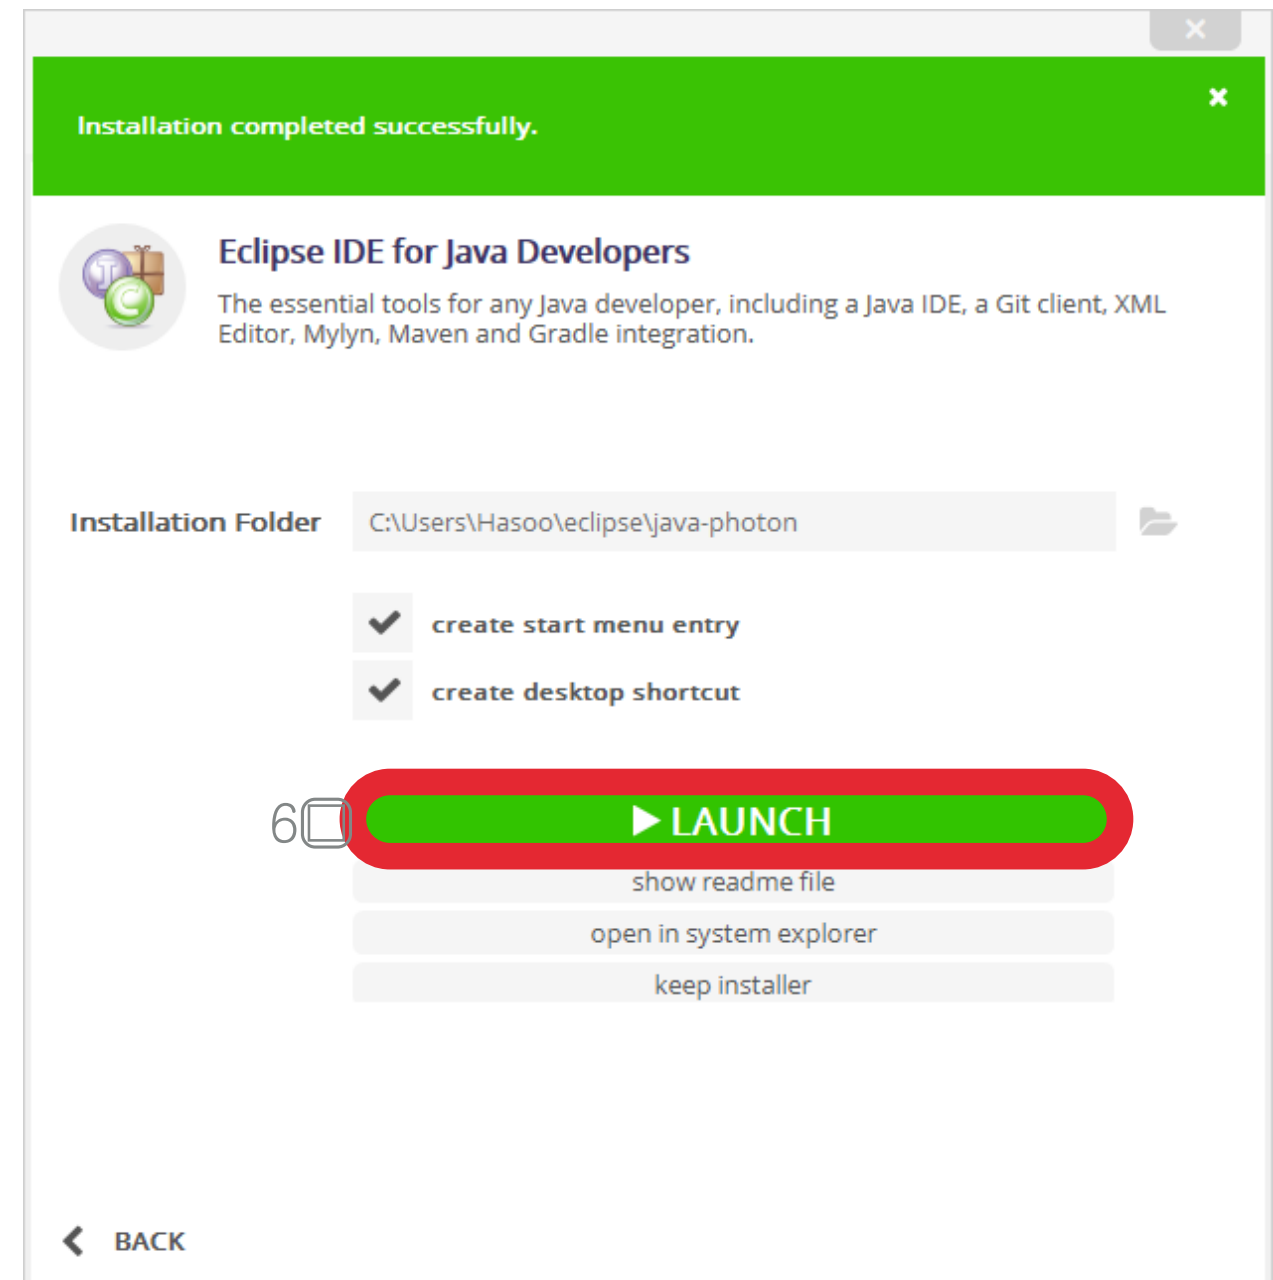 Installation completed successfully.
Eclipse IDE for Java Developers
The essential tools for any Java developer, including a Java IDE, a Git client, XML
Editor, Mylyn, Maven and Gradle integration.
Installation Folder
C:\Users\Hasoo\eclipse\java-photon
create start menu entry
create desktop shortcut
6
LAUNCH
show readme file
open in system explorer
keep installer
BACK